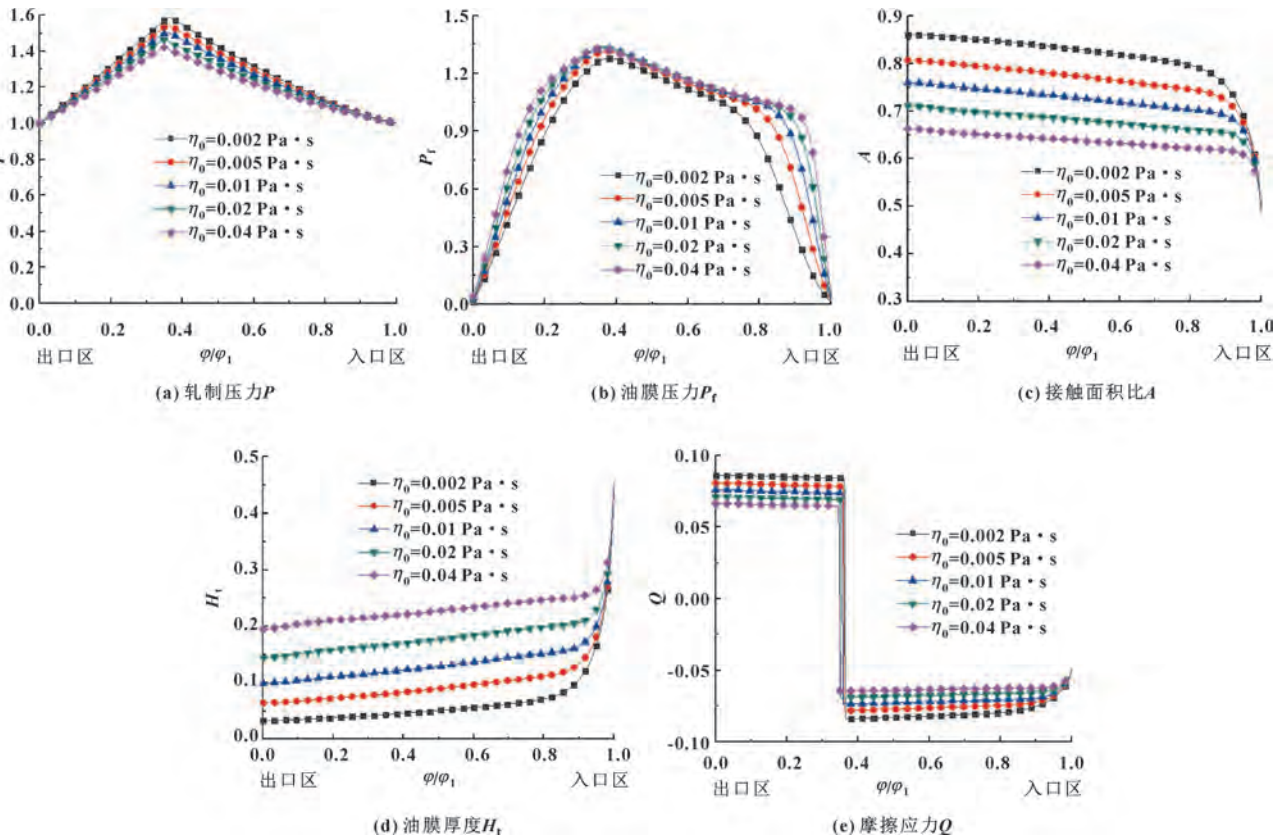 1.6
1.4
1.2
1.0
0.8
0.6
0.4
0.2
0.0
η₀=0.002 Pa·s
η₀=0.005 Pa·s
η₀=0.01 Pa·s
η₀=0.02 Pa·s
η₀=0.04 Pa·s
0.0 0.2 0.4 0.6 0.8 1.0
出口区 φ/φ₁ 入口区
(a) 轧制压力P
1.5
1.2
0.9
0.6
0.3
0.0
P_f
η₀=0.002 Pa·s
η₀=0.005 Pa·s
η₀=0.01 Pa·s
η₀=0.02 Pa·s
η₀=0.04 Pa·s
0.0 0.2 0.4 0.6 0.8 1.0
出口区 φ/φ₁ 入口区
(b) 油膜压力P_f
0.9
0.8
0.7
0.6
0.5
0.4
0.3
A
η₀=0.002 Pa·s
η₀=0.005 Pa·s
η₀=0.01 Pa·s
η₀=0.02 Pa·s
η₀=0.04 Pa·s
0.0 0.2 0.4 0.6 0.8 1.0
出口区 φ/φ₁ 入口区
(c) 接触面积比A
0.5
0.4
0.3
0.2
0.1
0.0
H_t
η₀=0.002 Pa·s
η₀=0.005 Pa·s
η₀=0.01 Pa·s
η₀=0.02 Pa·s
η₀=0.04 Pa·s
0.0 0.2 0.4 0.6 0.8 1.0
出口区 φ/φ₁ 入口区
(d) 油膜厚度H_t
0.10
0.05
0.00
-0.05
-0.10
Q
η₀=0.002 Pa·s
η₀=0.005 Pa·s
η₀=0.01 Pa·s
η₀=0.02 Pa·s
η₀=0.04 Pa·s
0.0 0.2 0.4 0.6 0.8 1.0
出口区 φ/φ₁ 入口区
(e) 摩擦应力Q